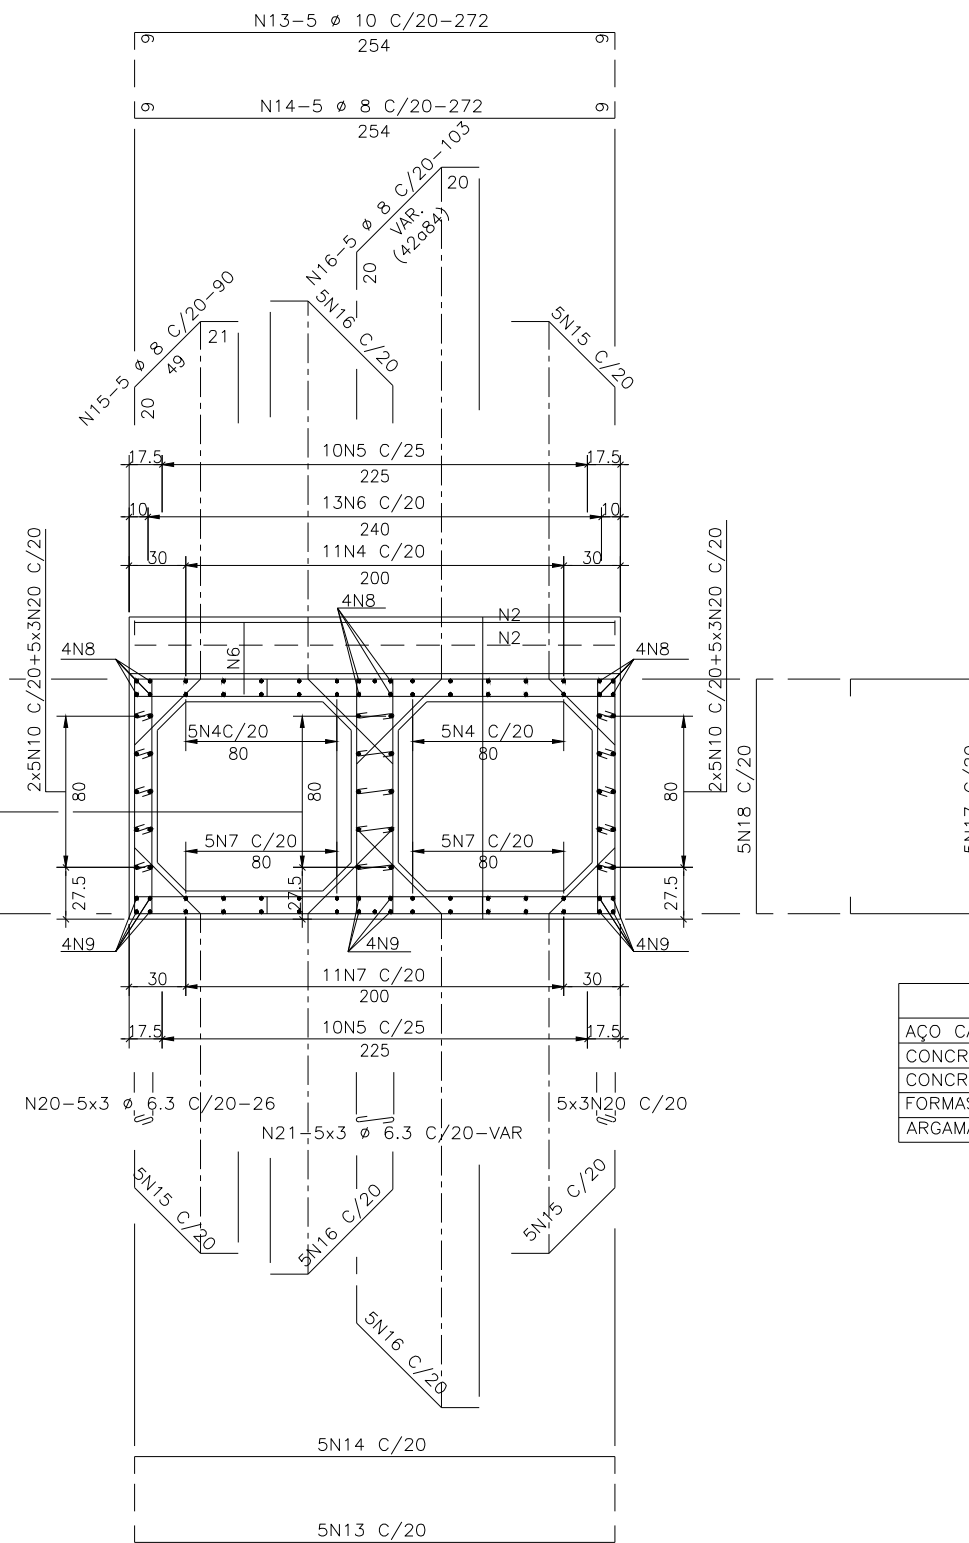 N13-5 ø 10 C/20-272
9
9
254
9
N14-5 ø 8 C/20-272
9
254
N16-5 ø 8 C/20-103
20
VAR.
(42a84)
20
N15-5 ø 8 C/20-90
49
21
20
5N16 C/20
5N15 C/20
17.5
10N5 C/25
17.5
225
10
13N6 C/20
10
240
30
11N4 C/20
30
200
2x5N10 C/20+5x3N20 C/20
2x5N10 C/20+5x3N20 C/20
4N8
N2
N2
4N8
N6
4N8
5N4C/20
80
5N4 C/20
80
80
80
80
5N18 C/20
5N17 C/20
5N7 C/20
80
5N7 C/20
80
27.5
27.5
27.5
4N9
4N9
4N9
30
11N7 C/20
30
200
17.5
10N5 C/25
17.5
225
N20-5x3 ø 6.3 C/20-26
5x3N20 C/20
N21-5x3 ø 6.3 C/20-VAR
5N15 C/20
5N16 C/20
5N15 C/20
5N16 C/20
5N14 C/20
5N13 C/20
AÇO